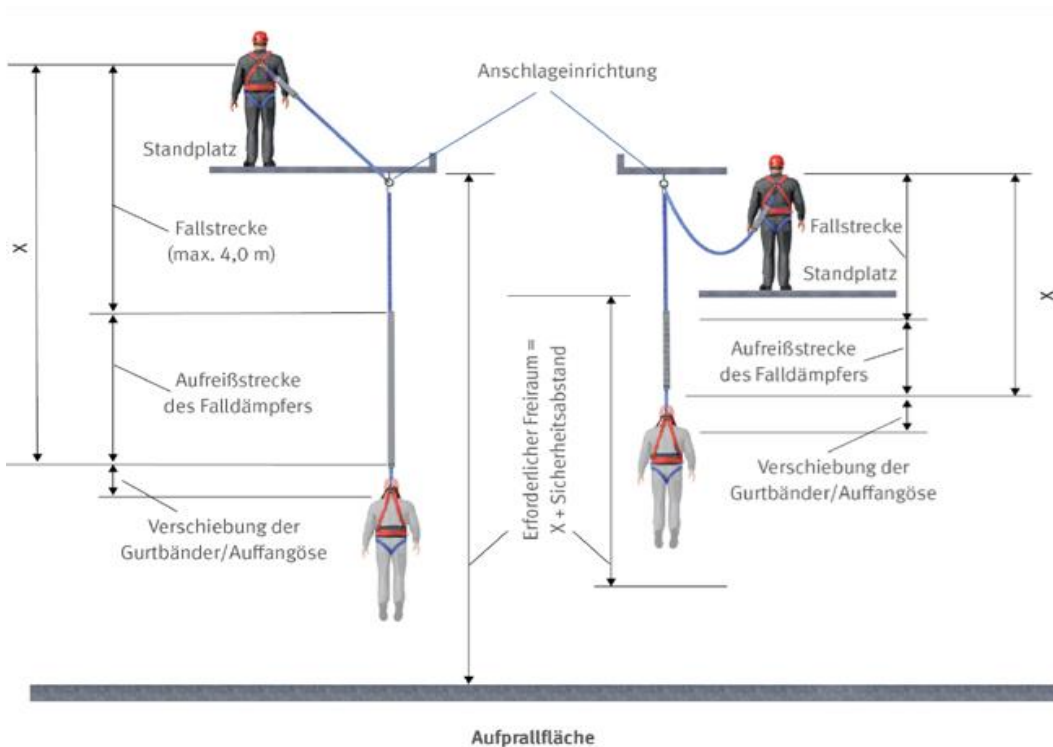 Anschlageinrichtung
Standplatz
X
Fallstrecke
(max. 4,0 m)
Aufreißstrecke
des Falldämpfers
Verschiebung der
Gurtbänder/Auffangöse
Erforderlicher Freiraum =
X + Sicherheitsabstand
Fallstrecke
Standplatz
X
Aufreißstrecke
des Falldämpfers
Verschiebung der
Gurtbänder/Auffangöse
Aufprallfläche